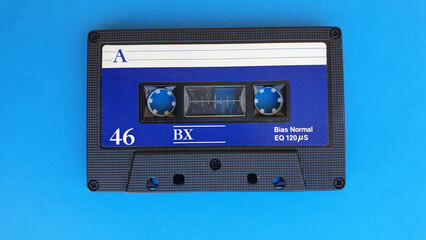 A
46
BX
Bias Normal
EQ 120 μS